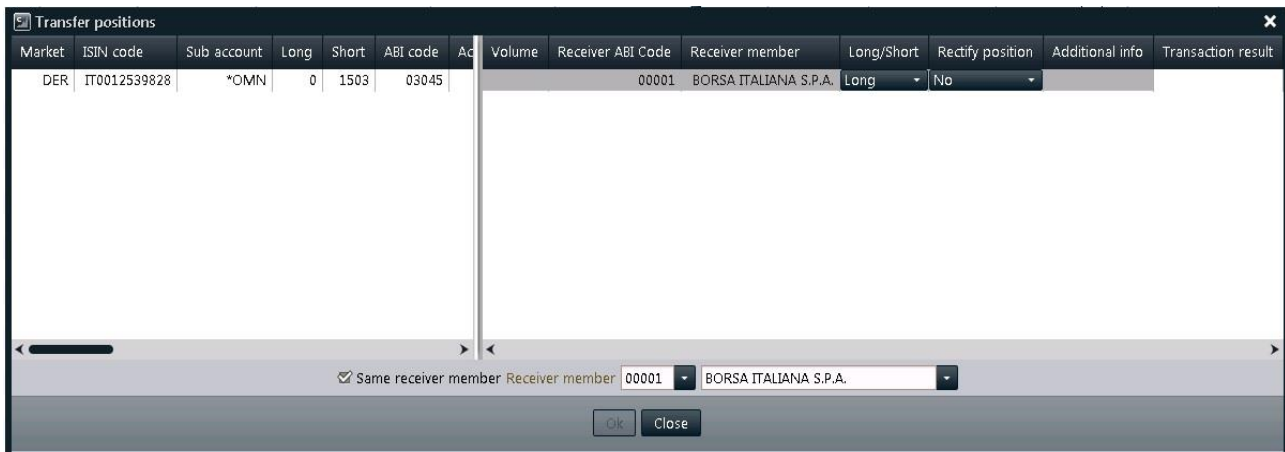 Transfer positions
Market ISIN code Sub account Long Short ABI code Ac Volume Receiver ABI Code Receiver member Long/Short Rectify position Additional info Transaction result
DER IT0012539828 *OMN 0 1503 03045 00001 BORSA ITALIANA S.P.A. Long No
Same receiver member Receiver member 00001 BORSA ITALIANA S.P.A.
Ok Close